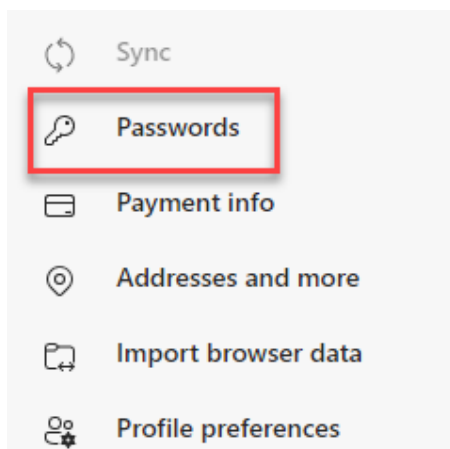 Sync
Passwords
Payment info
Addresses and more
Import browser data
Profile preferences